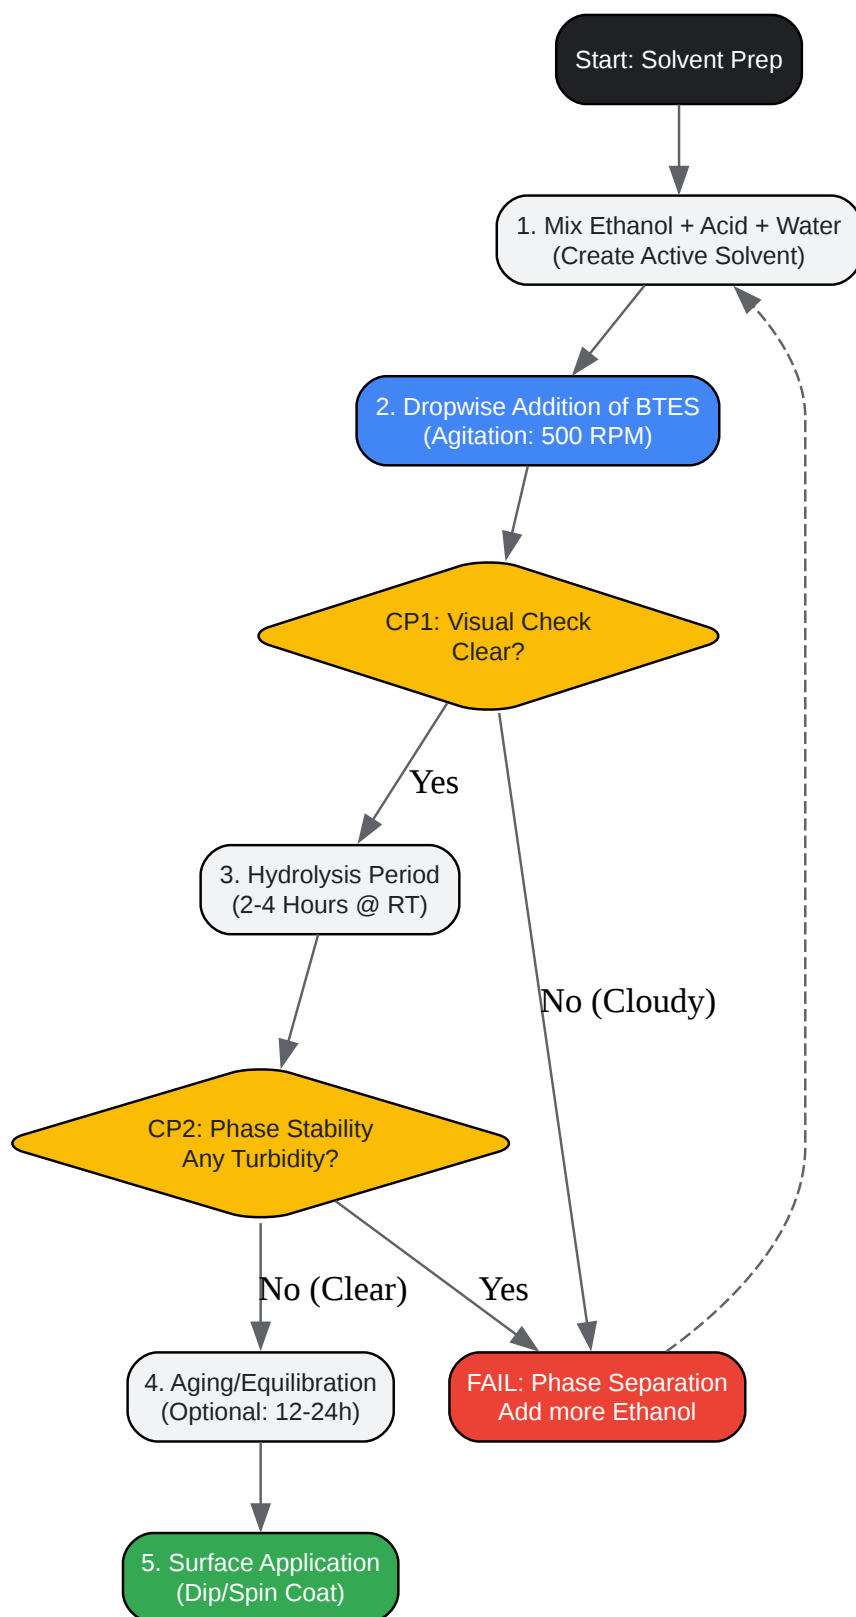 Start: Solvent Prep
1. Mix Ethanol + Acid + Water
(Create Active Solvent)
2. Dropwise Addition of BTES
(Agitation: 500 RPM)
CP1: Visual Check
Clear?
Yes
3. Hydrolysis Period
(2-4 Hours @ RT)
No (Cloudy)
CP2: Phase Stability
Any Turbidity?
No (Clear)
Yes
4. Aging/Equilibration
(Optional: 12-24h)
FAIL: Phase Separation
Add more Ethanol
5. Surface Application
(Dip/Spin Coat)